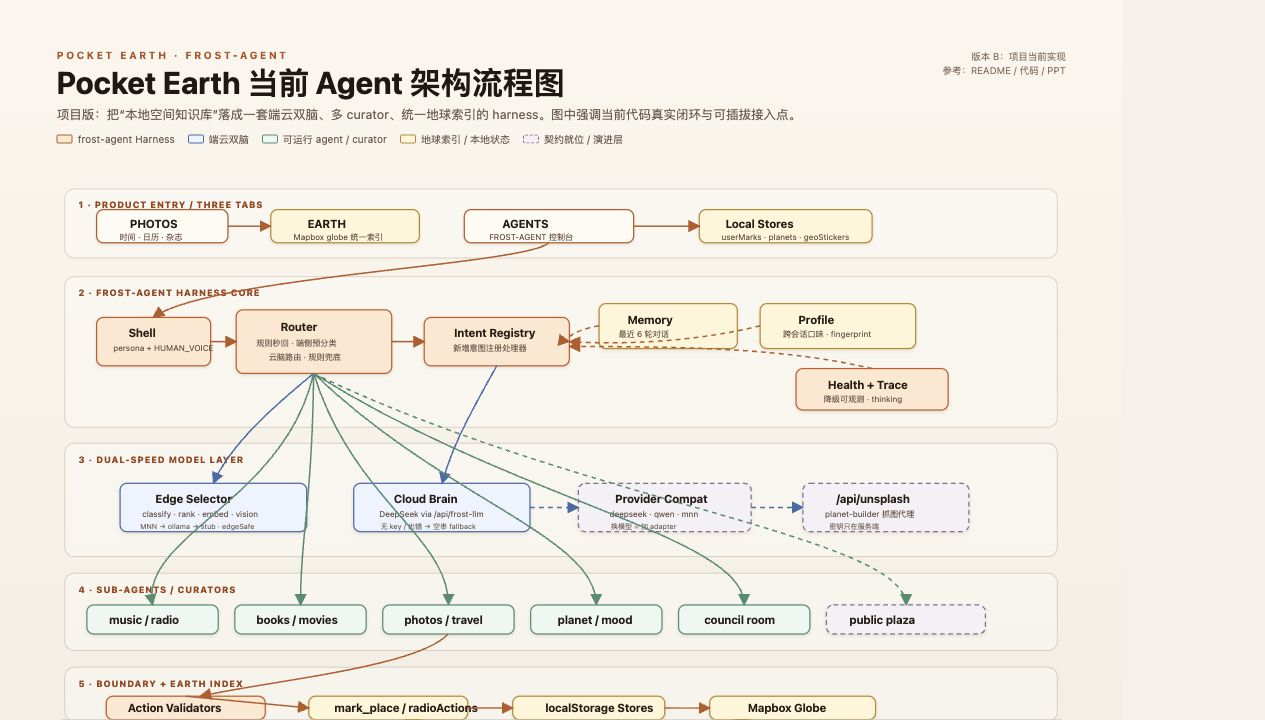 POCKET EARTH · FROST-AGENT
Pocket Earth 当前 Agent 架构流程图
项目版：把“本地空间知识库”落成一套端云双脑、多 curator、统一地球索引的 harness。图中强调当前代码真实闭环与可插拔接入点。
版本 B：项目当前实现
参考：README / 代码 / PPT
frost-agent Harness
端云双脑
可运行 agent / curator
地球索引 / 本地状态
契约就位 / 演进层
1 · PRODUCT ENTRY / THREE TABS
PHOTOS
时间 · 日历 · 杂志
EARTH
Mapbox globe 统一索引
AGENTS
FROST-AGENT 控制台
Local Stores
userMarks · planets · geoStickers
2 · FROST-AGENT HARNESS CORE
Shell
persona + HUMAN_VOICE
Router
规则秒回 · 端侧预分类
云脑路由 · 规则兜底
Intent Registry
新增意图注册处理器
Memory
最近 6 轮对话
Profile
跨会话口味 · fingerprint
Health + Trace
降级可观测 · thinking
3 · DUAL-SPEED MODEL LAYER
Edge Selector
classify · rank · embed · vision
MNN → ollama → stub · edgeSafe
Cloud Brain
DeepSeek via /api/frost-llm
无 key / 出错 → 空串 fallback
Provider Compat
deepseek · qwen · mnn
换模型 = 加 adapter
/api/unsplash
planet-builder 抓图代理
密钥只在服务端
4 · SUB-AGENTS / CURATORS
music / radio
books / movies
photos / travel
planet / mood
council room
public plaza
5 · BOUNDARY + EARTH INDEX
Action Validators
mark_place / radioActions
localStorage Stores
Mapbox Globe